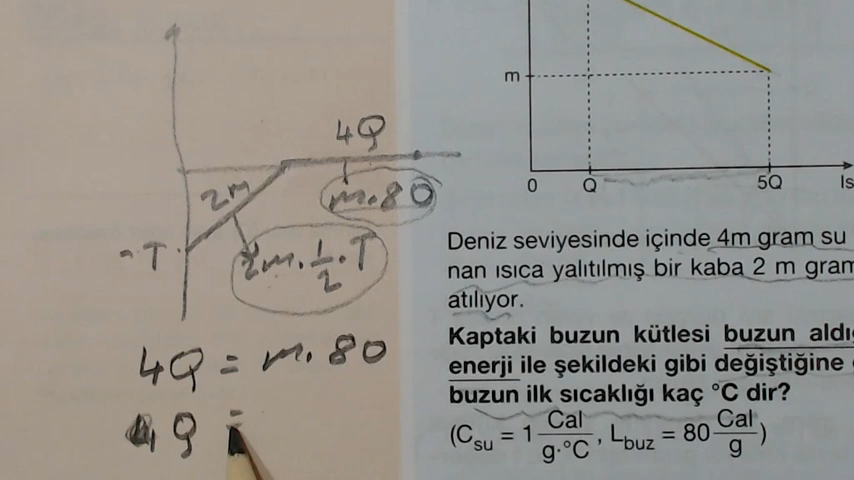 4Q
2m
m.80
-T
2m. 1/2 .T
4Q = m.80
4Q =
m
0 Q 5Q Is
Deniz seviyesinde içinde 4m gram su
nan ısıca yalıtılmış bir kaba 2 m gram
atılıyor.
Kaptaki buzun kütlesi buzun aldı
enerji ile şekildeki gibi değiştiğine
buzun ilk sıcaklığı kaç °C dir?
(Csu = 1 Cal/g.°C , Lbuz = 80 Cal/g)